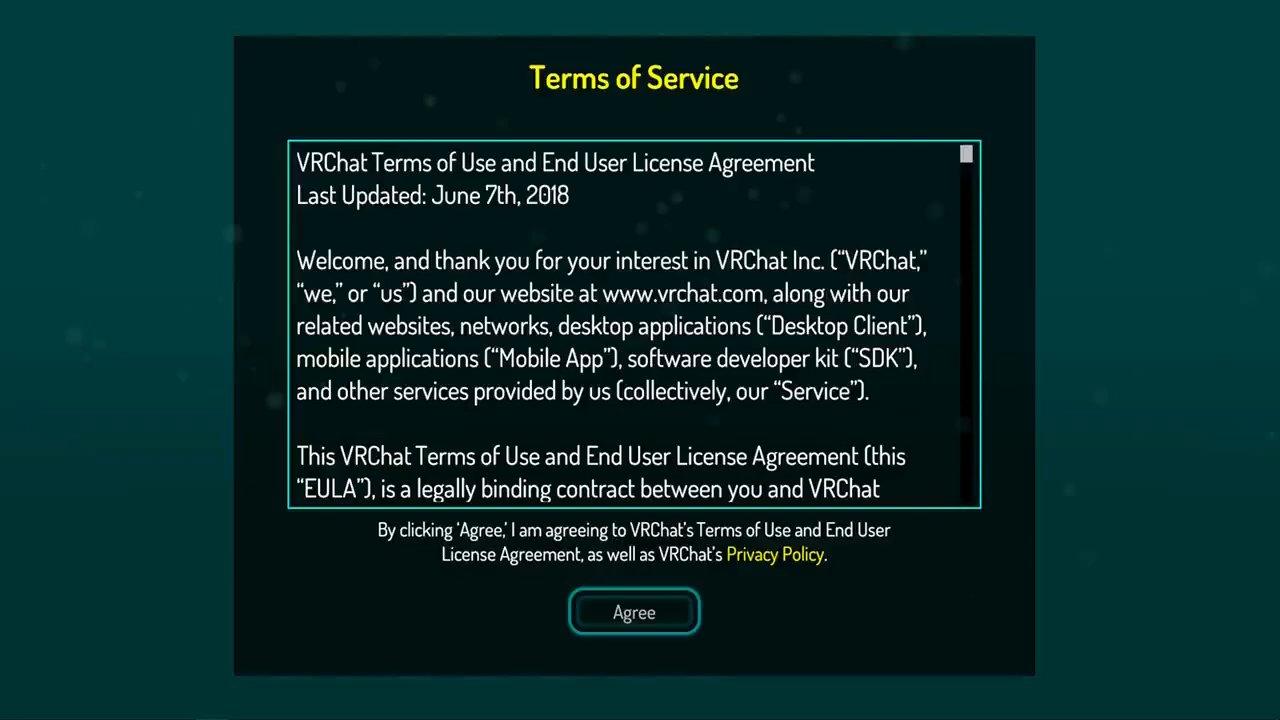 Terms of Service
VRChat Terms of Use and End User License Agreement
Last Updated: June 7th, 2018
Welcome, and thank you for your interest in VRChat Inc. (“VRChat,”
“we,” or “us”) and our website at www.vrchat.com, along with our
related websites, networks, desktop applications (“Desktop Client”),
mobile applications (“Mobile App”), software developer kit (“SDK”),
and other services provided by us (collectively, our “Service”).
This VRChat Terms of Use and End User License Agreement (this
“EULA”), is a legally binding contract between you and VRChat
By clicking ‘Agree,’ I am agreeing to VRChat’s Terms of Use and End User
License Agreement, as well as VRChat’s Privacy Policy.
Agree